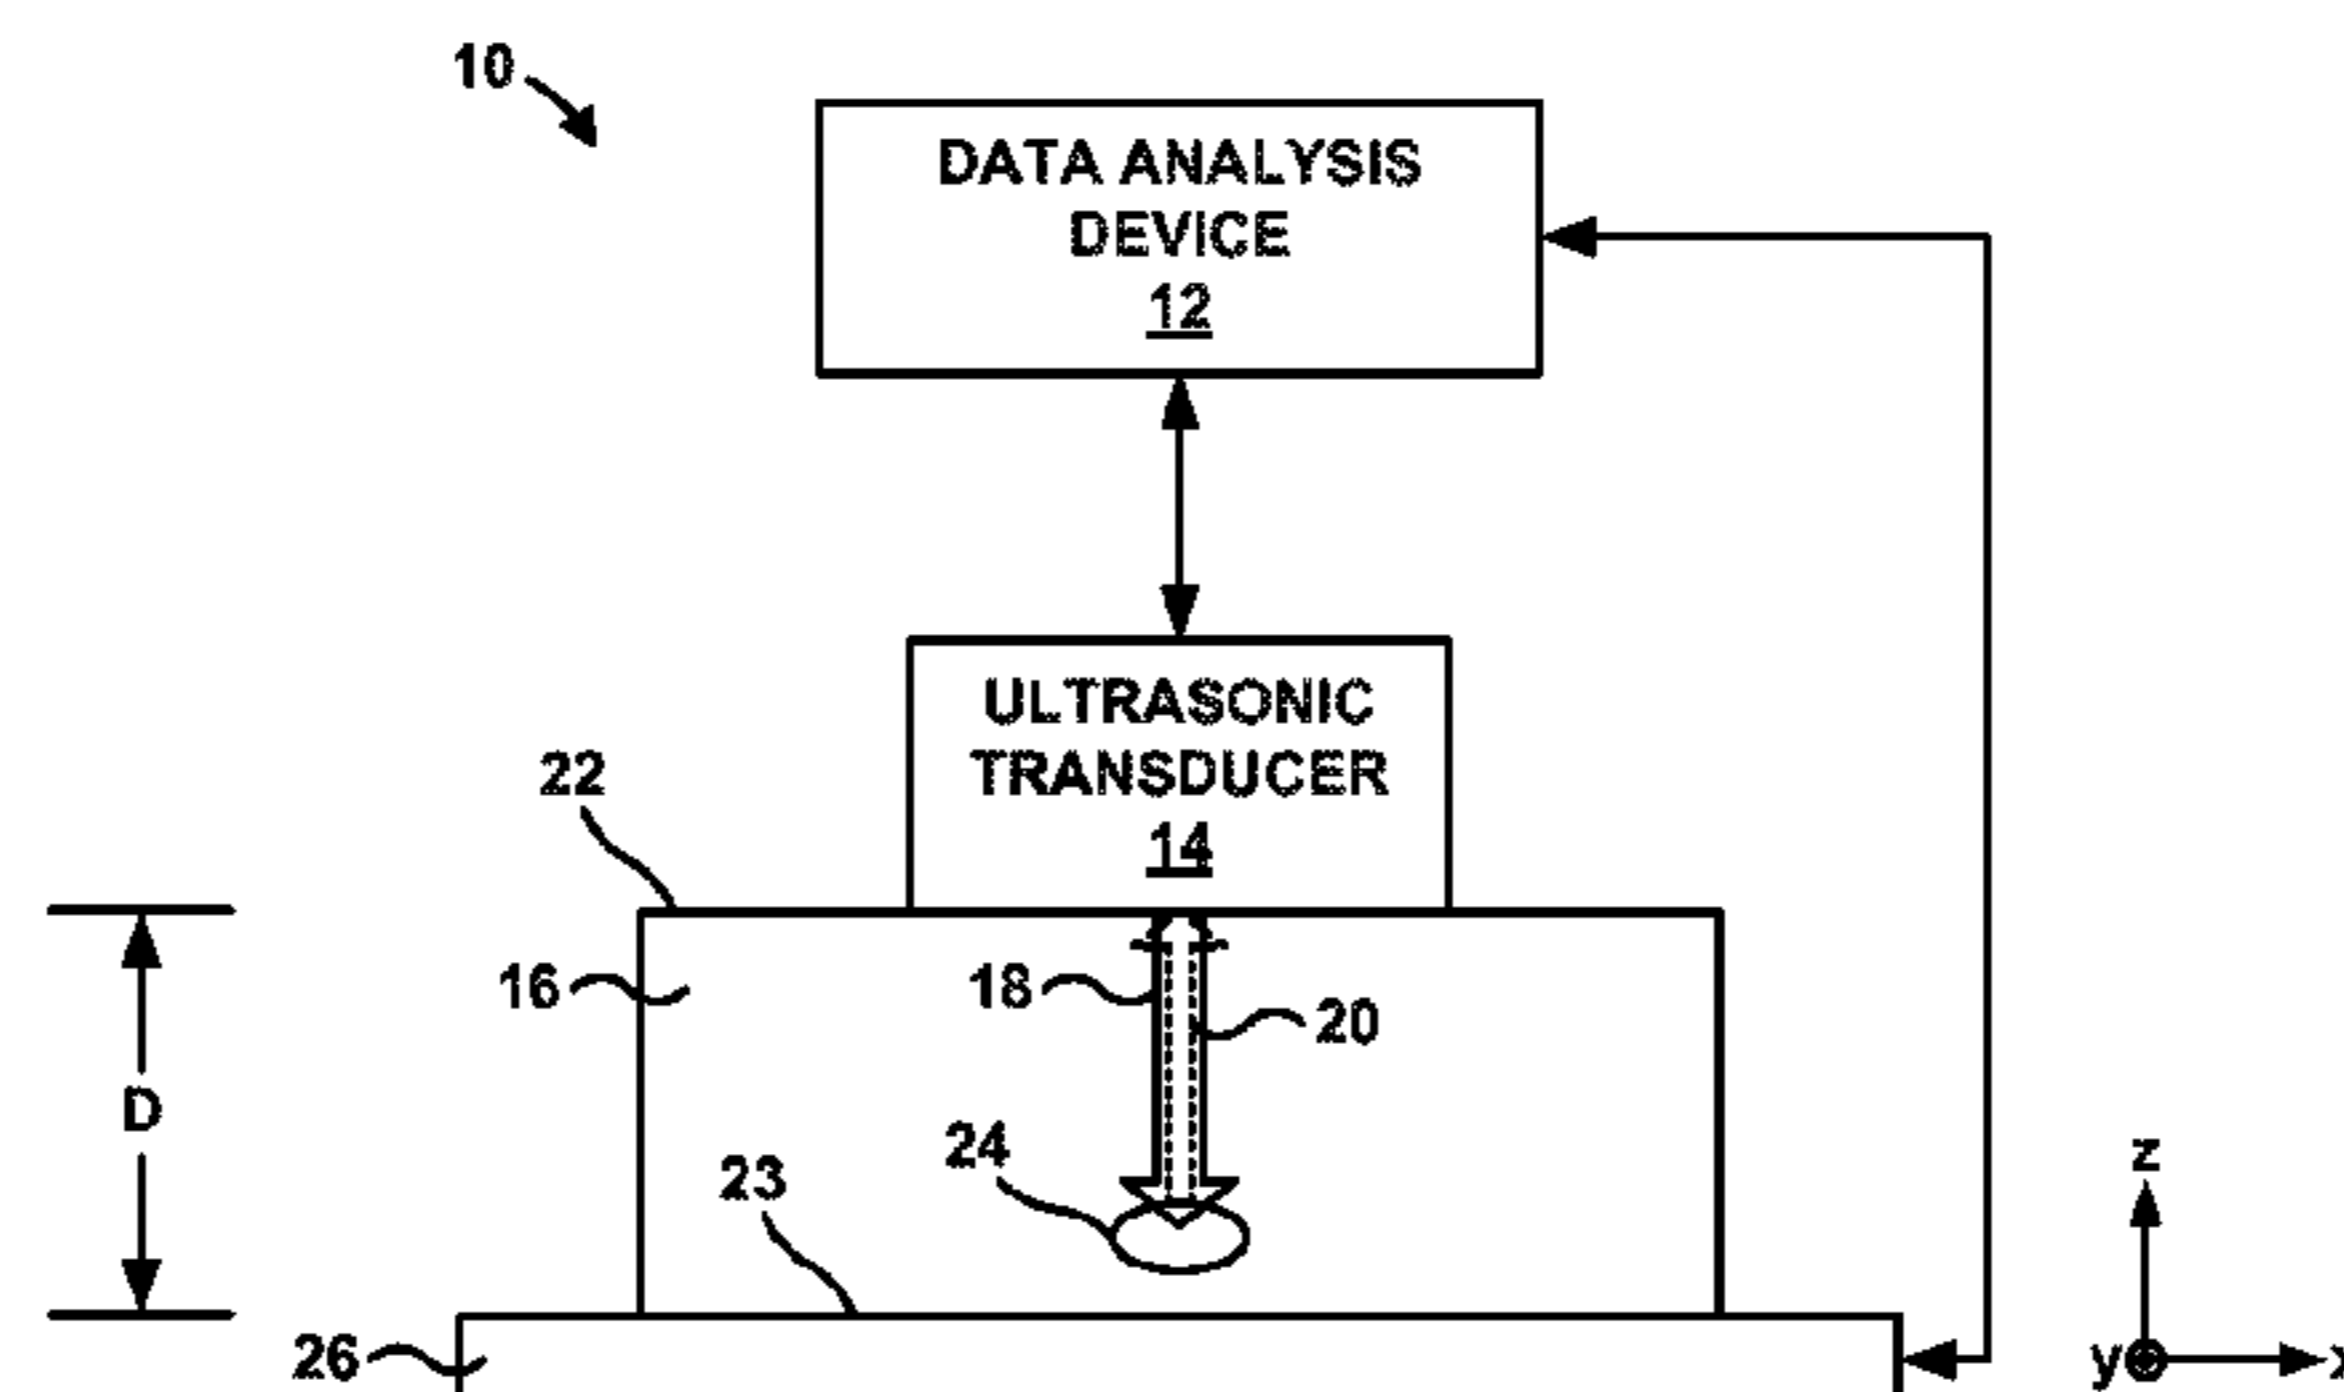 10
DATA ANALYSIS
DEVICE
12
ULTRASONIC
TRANSDUCER
14
22
16
18
20
D
24
23
z
26
y
x